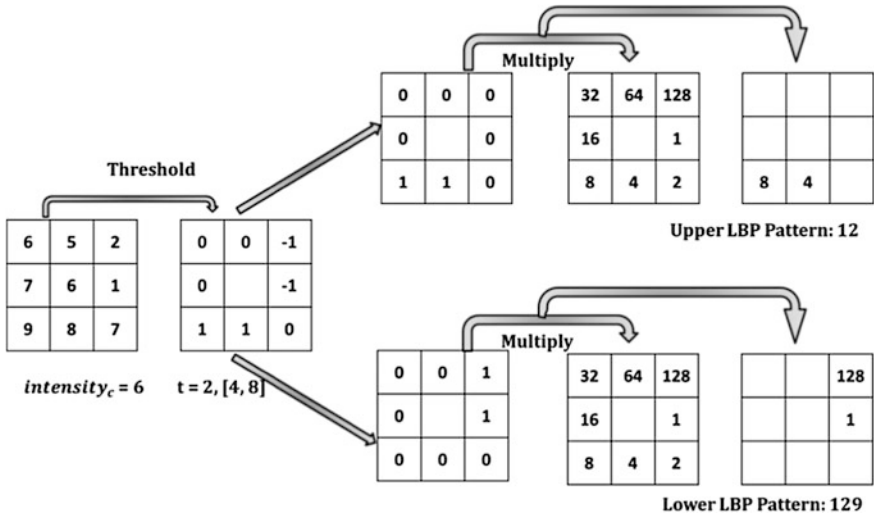 Multiply
0 0 0
0 0
1 1 0
32 64 128
16 1
8 4 2
8 4
Upper LBP Pattern: 12
Threshold
6 5 2
7 6 1
9 8 7
0 0 -1
0 -1
1 1 0
intensity_c = 6
t = 2, [4, 8]
Multiply
0 0 1
0 1
0 0 0
32 64 128
16 1
8 4 2
128
1
Lower LBP Pattern: 129